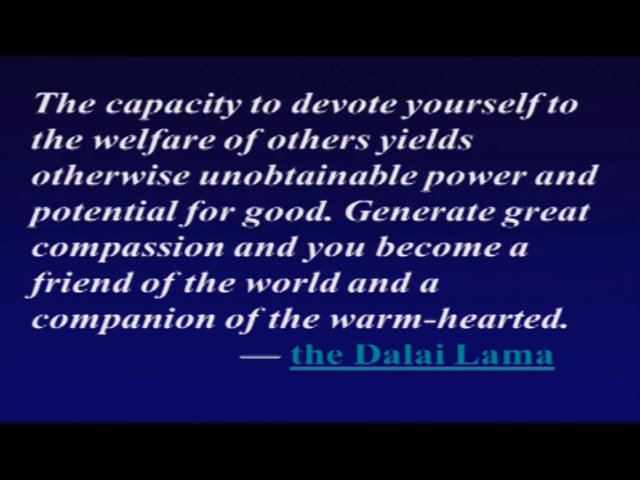 The capacity to devote yourself to
the welfare of others yields
otherwise unobtainable power and
potential for good. Generate great
compassion and you become a
friend of the world and a
companion of the warm-hearted.
— the Dalai Lama